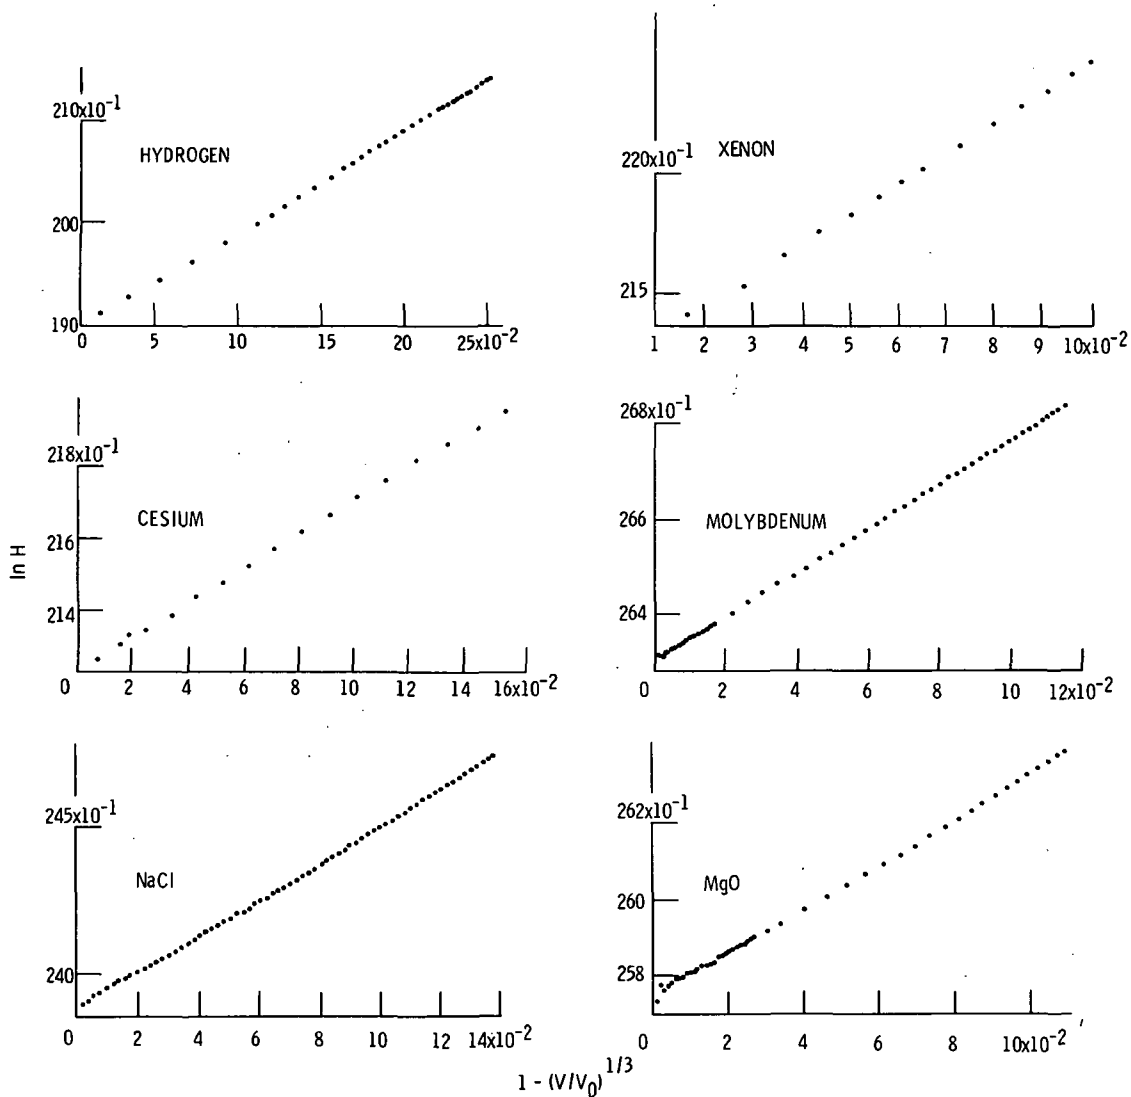 210x10⁻¹
HYDROGEN
200
190
0 5 10 15 20 25x10⁻²
220x10⁻¹
XENON
215
1 2 3 4 5 6 7 8 9 10x10⁻²
218x10⁻¹
CESIUM
216
214
0 2 4 6 8 10 12 14 16x10⁻²
268x10⁻¹
266
MOLYBDENUM
264
0 2 4 6 8 10 12x10⁻²
ln H
245x10⁻¹
NaCl
240
0 2 4 6 8 10 12 14x10⁻²
262x10⁻¹
MgO
260
258
0 2 4 6 8 10x10⁻²
1 - (V/V₀)^1/3